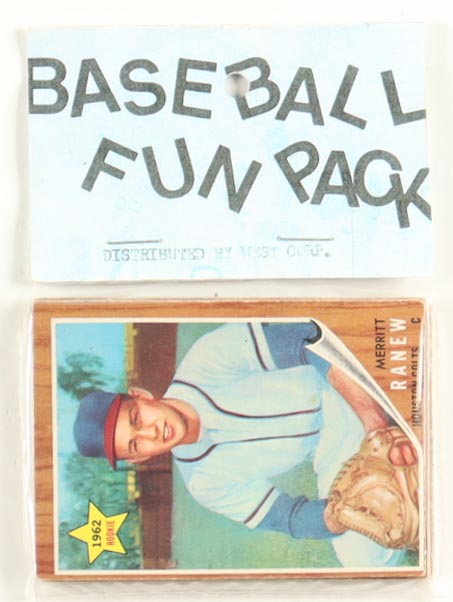 BASEBALL
FUN PACK
DISTRIBUTED BY WEST CORP.
MERRITT
RANEW
HOUSTON COLTS C
1962
ROOKIE